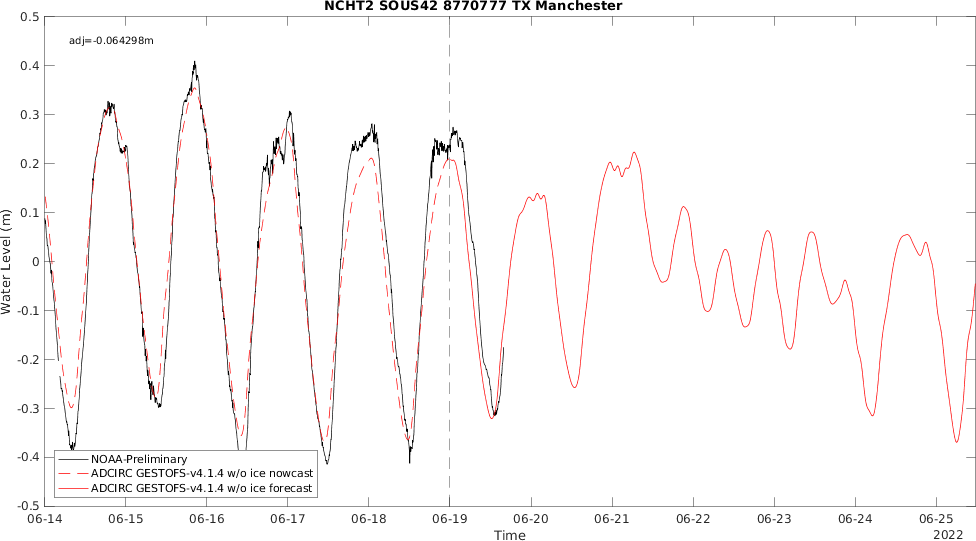 NCHT2 SOUS42 8770777 TX Manchester
adj=-0.064298m
0.5
0.4
0.3
0.2
0.1
0
-0.1
-0.2
-0.3
-0.4
-0.5
Water Level (m)
NOAA-Preliminary
ADCIRC GESTOFS-v4.1.4 w/o ice nowcast
ADCIRC GESTOFS-v4.1.4 w/o ice forecast
06-14 06-15 06-16 06-17 06-18 06-19 06-20 06-21 06-22 06-23 06-24 06-25
Time
2022